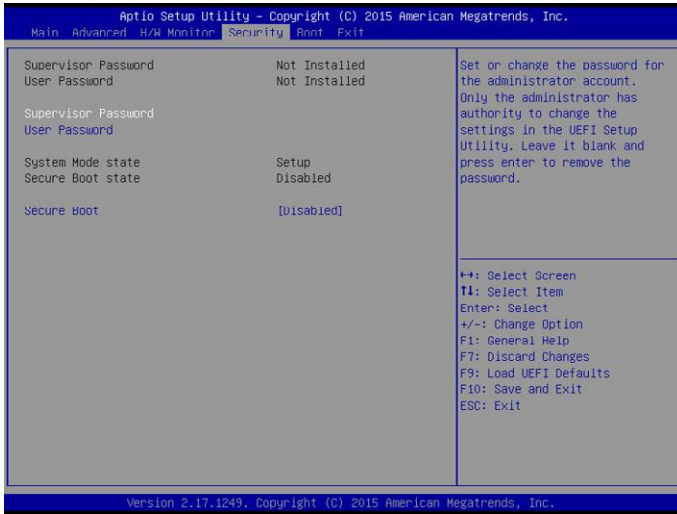 Aptio Setup Utility – Copyright (C) 2015 American Megatrends, Inc.
Main Advanced H/W Monitor Security Boot Exit
Supervisor Password Not Installed
User Password Not Installed
Supervisor Password
User Password
System Mode state Setup
Secure Boot state Disabled
Secure Boot [Disabled]
Set or change the password for
the administrator account.
Only the administrator has
authority to change the
settings in the UEFI Setup
Utility. Leave it blank and
press enter to remove the
password.
↔: Select Screen
↑↓: Select Item
Enter: Select
+/-: Change Option
F1: General Help
F7: Discard Changes
F9: Load UEFI Defaults
F10: Save and Exit
ESC: Exit
Version 2.17.1249. Copyright (C) 2015 American Megatrends, Inc.